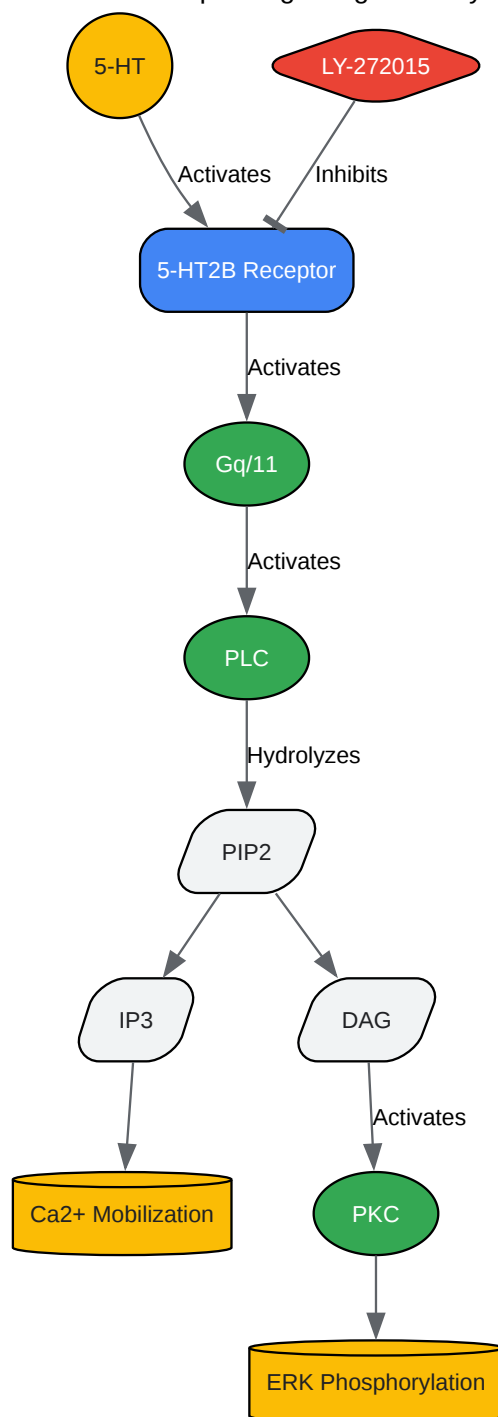 5-HT
LY-272015
Activates
Inhibits
5-HT2B Receptor
Activates
Gq/11
Activates
PLC
Hydrolyzes
PIP2
IP3
DAG
Activates
Ca2+ Mobilization
PKC
ERK Phosphorylation